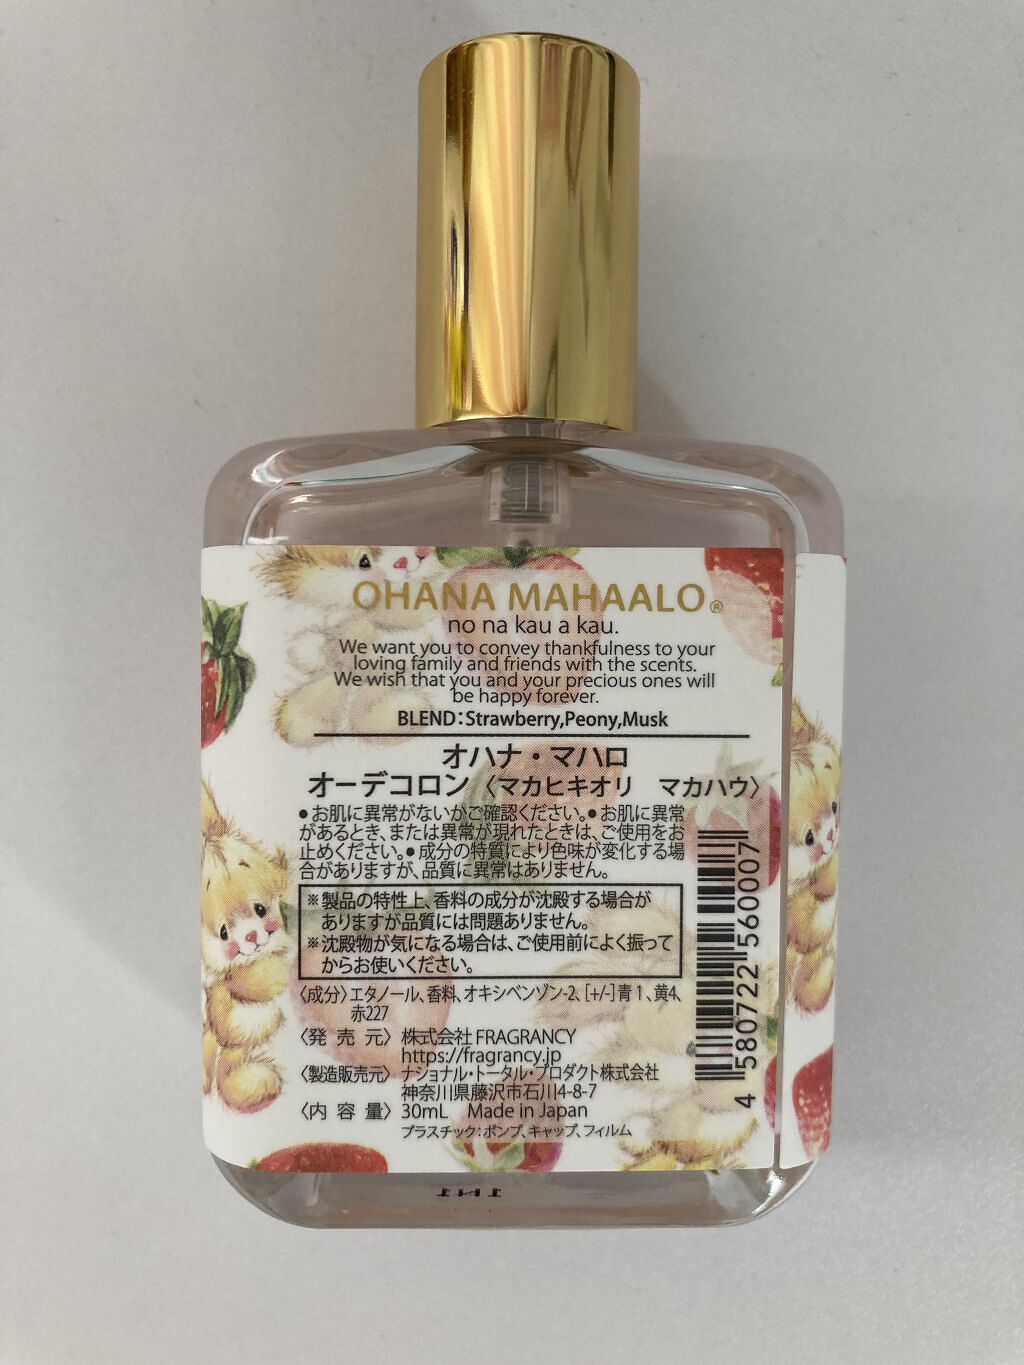 OHANA MAHAALO®
no na kau a kau.
We want you to convey thankfulness to your
loving family and friends with the scents.
We wish that you and your precious ones will
be happy forever.
BLEND:Strawberry,Peony,Musk
オハナ・マハロ
オーデコロン〈マカヒキオリ　マカハウ〉
●お肌に異常がないかご確認ください。●お肌に異常
があるとき、または異常が現れたときは、ご使用をお
止めください。●成分の特質により色味が変化する場
合がありますが、品質に異常はありません。
※製品の特性上、香料の成分が沈殿する場合が
ありますが品質には問題ありません。
※沈殿物が気になる場合は、ご使用前によく振って
からお使いください。
〈成分〉エタノール、香料、オキシベンゾン-2、[+/-]青1、黄4、
赤227
〈発売元〉株式会社FRAGRANCY
https://fragrancy.jp
〈製造販売元〉ナショナル・トータル・プロダクト株式会社
神奈川県藤沢市石川4-8-7
〈内容量〉30mL　Made in Japan
プラスチック:ポンプ、キャップ、フィルム
4 580722 560007